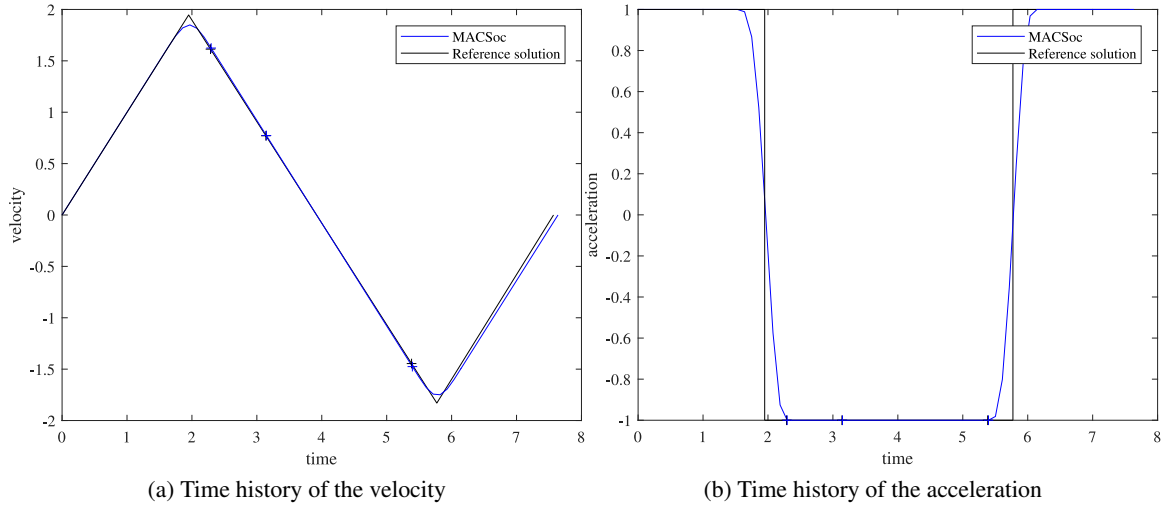 2
1.5
1
0.5
0
-0.5
-1
-1.5
-2
velocity
0 1 2 3 4 5 6 7 8
time
MACSoc
Reference solution
(a) Time history of the velocity
1
0.8
0.6
0.4
0.2
0
-0.2
-0.4
-0.6
-0.8
-1
acceleration
0 1 2 3 4 5 6 7 8
time
MACSoc
Reference solution
(b) Time history of the acceleration